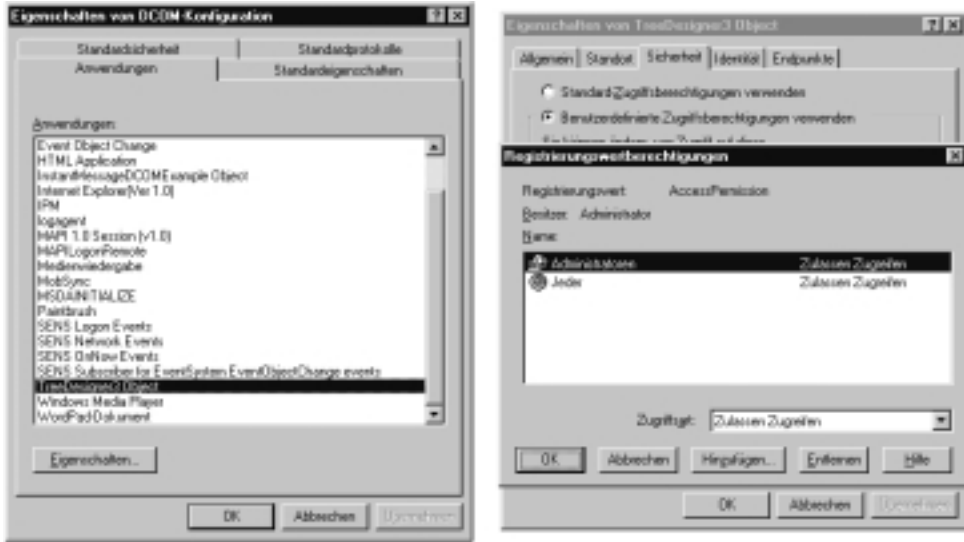 Eigenschaften von DCOM-Konfiguration
Standardsicherheit
Standardprotokolle
Anwendungen
Standardeigenschaften
Anwendungen:
Event Object Change
HTML Application
InstantMessageDCOMExample Object
Internet Explorer(Ver 1.0)
IPM
logagent
MAPI 1.0 Session (v1.0)
MAPILogonRemote
Medienwiedergabe
MobSync
MSDAINITIALIZE
Paintbrush
SENS Logon Events
SENS Network Events
SENS OnNow Events
SENS Subscriber for EventSystem EventObjectChange events
TreeDesigner3 Object
Windows Media Player
WordPad-Dokument
Eigenschaften...
OK
Abbrechen
Übernehmen
Eigenschaften von TreeDesigner3 Object
Allgemein
Standort
Sicherheit
Identität
Endpunkte
Standard-Zugriffsberechtigungen verwenden
Benutzerdefinierte Zugriffsberechtigungen verwenden
Registrierungswertberechtigungen
Registrierungswert: AccessPermission
Besitzer: Administrator
Name:
Administratoren Zulassen Zugreifen
Jeder Zulassen Zugreifen
Zugriffsart: Zulassen Zugreifen
OK
Abbrechen
Hinzufügen...
Entfernen
Hilfe
OK
Abbrechen
Übernehmen